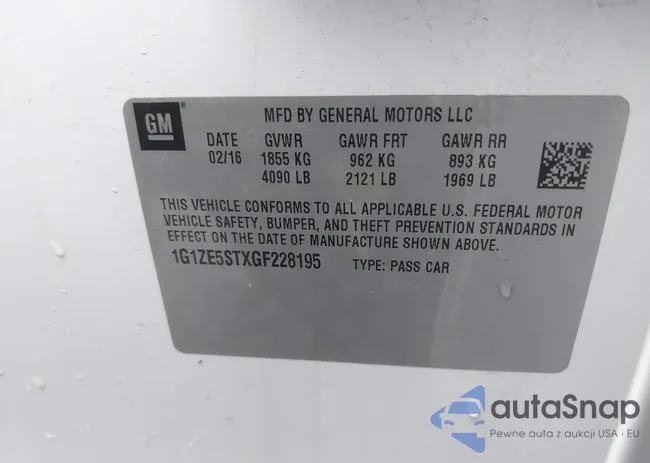 GM
MFD BY GENERAL MOTORS LLC
DATE GVWR GAWR FRT GAWR RR
02/16 1855 KG 962 KG 893 KG
4090 LB 2121 LB 1969 LB
THIS VEHICLE CONFORMS TO ALL APPLICABLE U.S. FEDERAL MOTOR
VEHICLE SAFETY, BUMPER, AND THEFT PREVENTION STANDARDS IN
EFFECT ON THE DATE OF MANUFACTURE SHOWN ABOVE.
1G1ZE5STXGF228195 TYPE: PASS CAR
autaSnap
Pewne auta z aukcji USA i EU